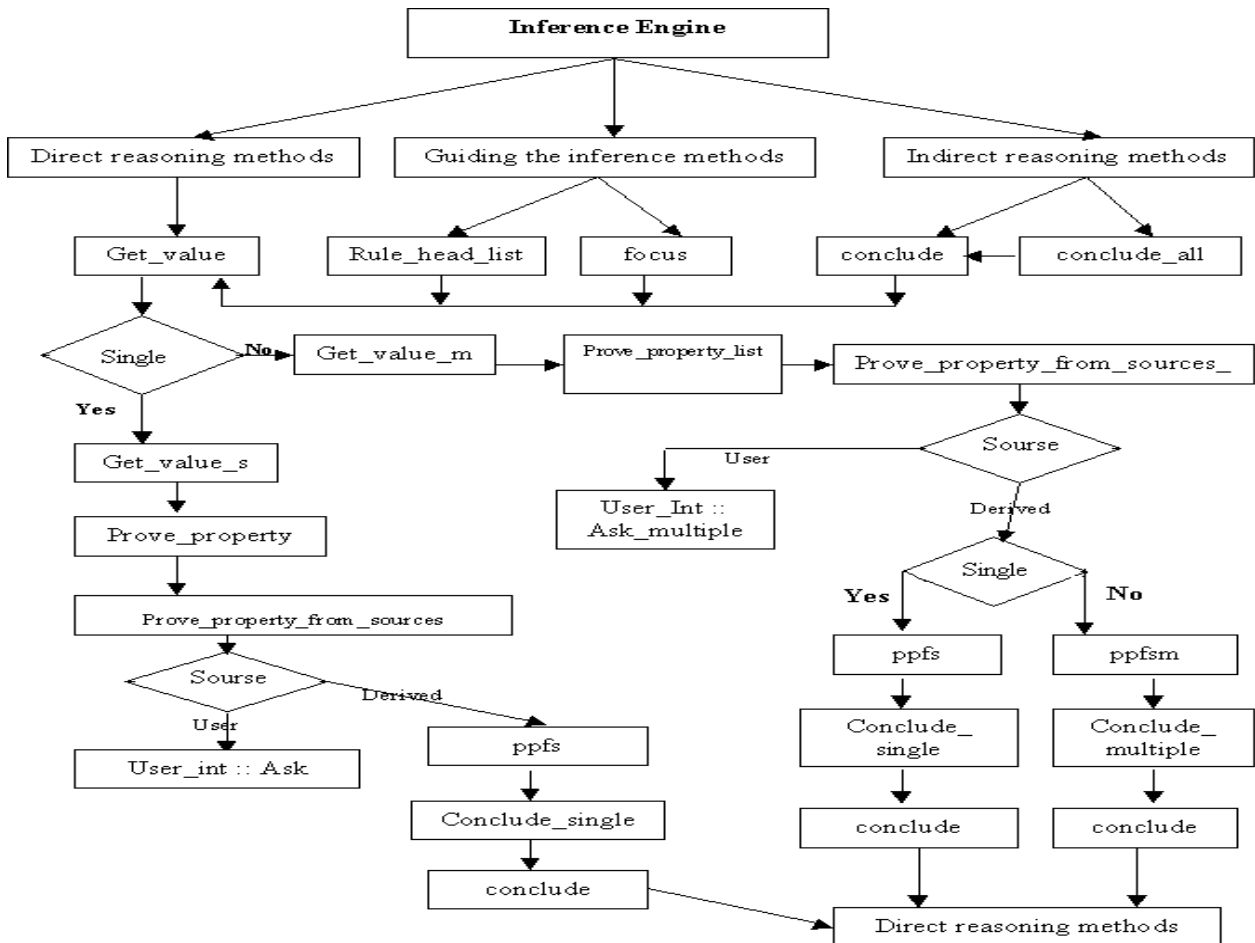 Inference Engine
Direct reasoning methods
Guiding the inference methods
Indirect reasoning methods
Get_value
Rule_head_list
focus
conclude
conclude_all
Single
No
Get_value_m
Prove_property_list
Prove_property_from_sources_
Yes
Sourse
User
Get_value_s
User_Int ::
Ask_multiple
Derived
Prove_property
Single
Yes
No
Prove_property_from_sources
ppfs
ppfsm
Sourse
Derived
User
Conclude_
single
Conclude_
multiple
ppfs
User_int :: Ask
Conclude_single
conclude
conclude
conclude
Direct reasoning methods